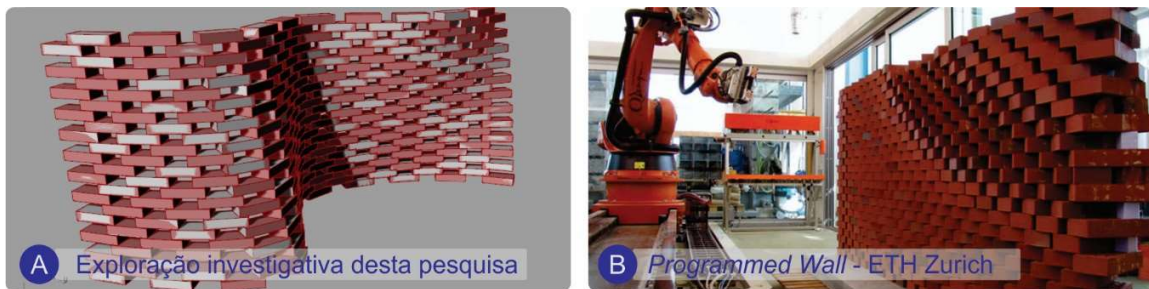 A Exploração investigativa desta pesquisa
B Programmed Wall - ETH Zurich